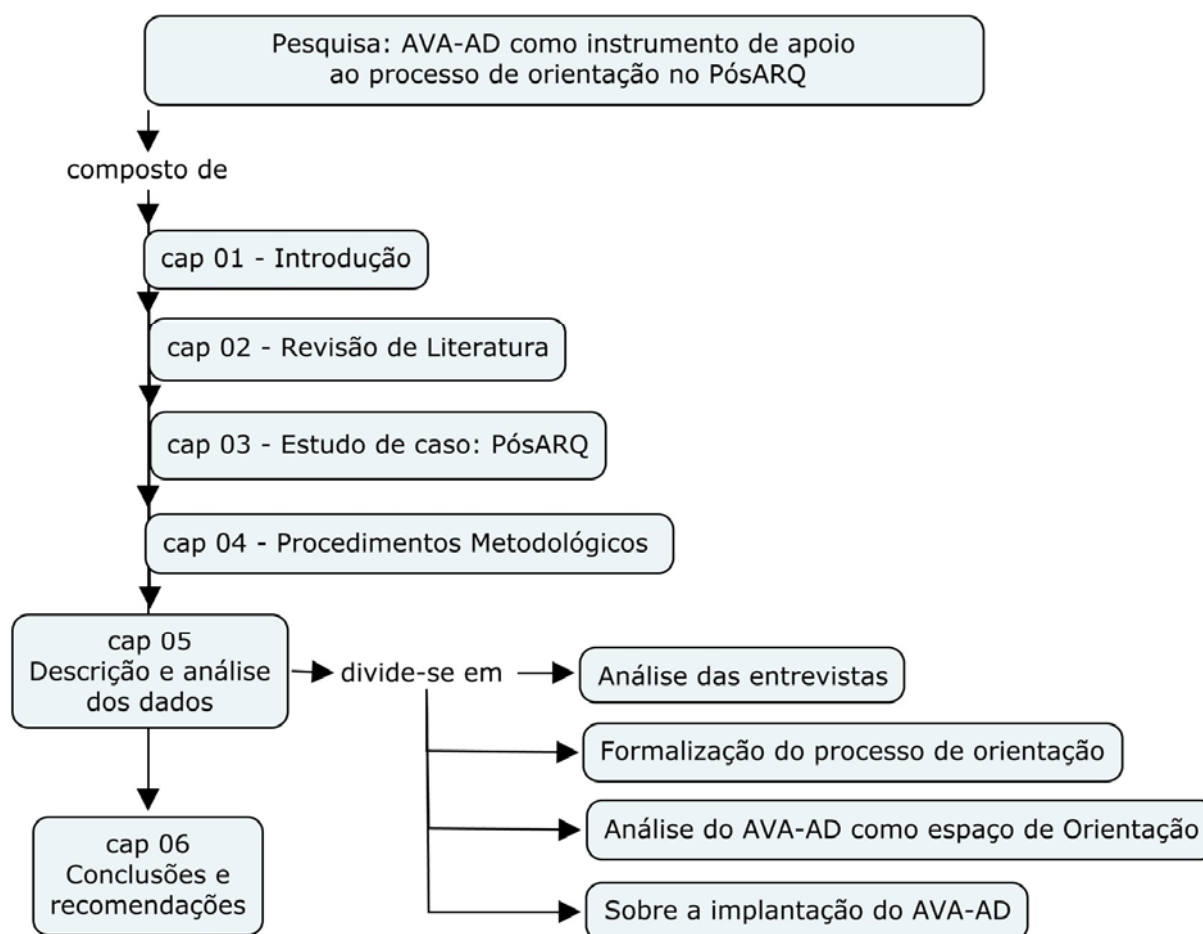 Pesquisa: AVA-AD como instrumento de apoio
ao processo de orientação no PósARQ
composto de
cap 01 - Introdução
cap 02 - Revisão de Literatura
cap 03 - Estudo de caso: PósARQ
cap 04 - Procedimentos Metodológicos
cap 05
Descrição e análise
dos dados
divide-se em
Análise das entrevistas
Formalização do processo de orientação
Análise do AVA-AD como espaço de Orientação
Sobre a implantação do AVA-AD
cap 06
Conclusões e
recomendações